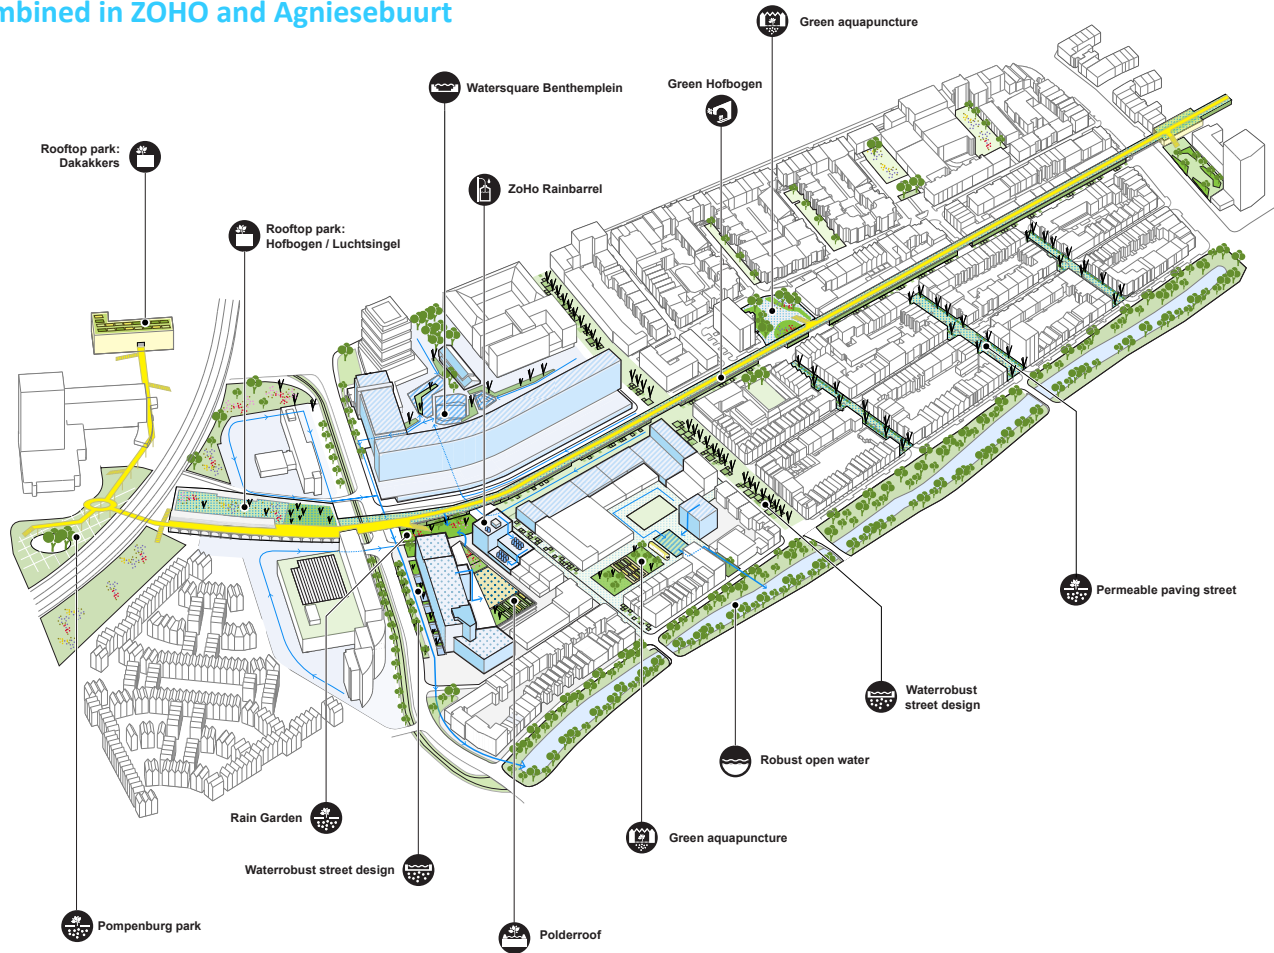 mbined in ZOHO and Agniesebuurt
Green aquapuncture
Watersquare Benthemplein
Green Hofbogen
Rooftop park:
Dakakkers
ZoHo Rainbarrel
Rooftop park:
Hofbogen / Luchtsingel
Permeable paving street
Waterrobust
street design
Robust open water
Rain Garden
Green aquapuncture
Waterrobust street design
Pompenburg park
Polderroof